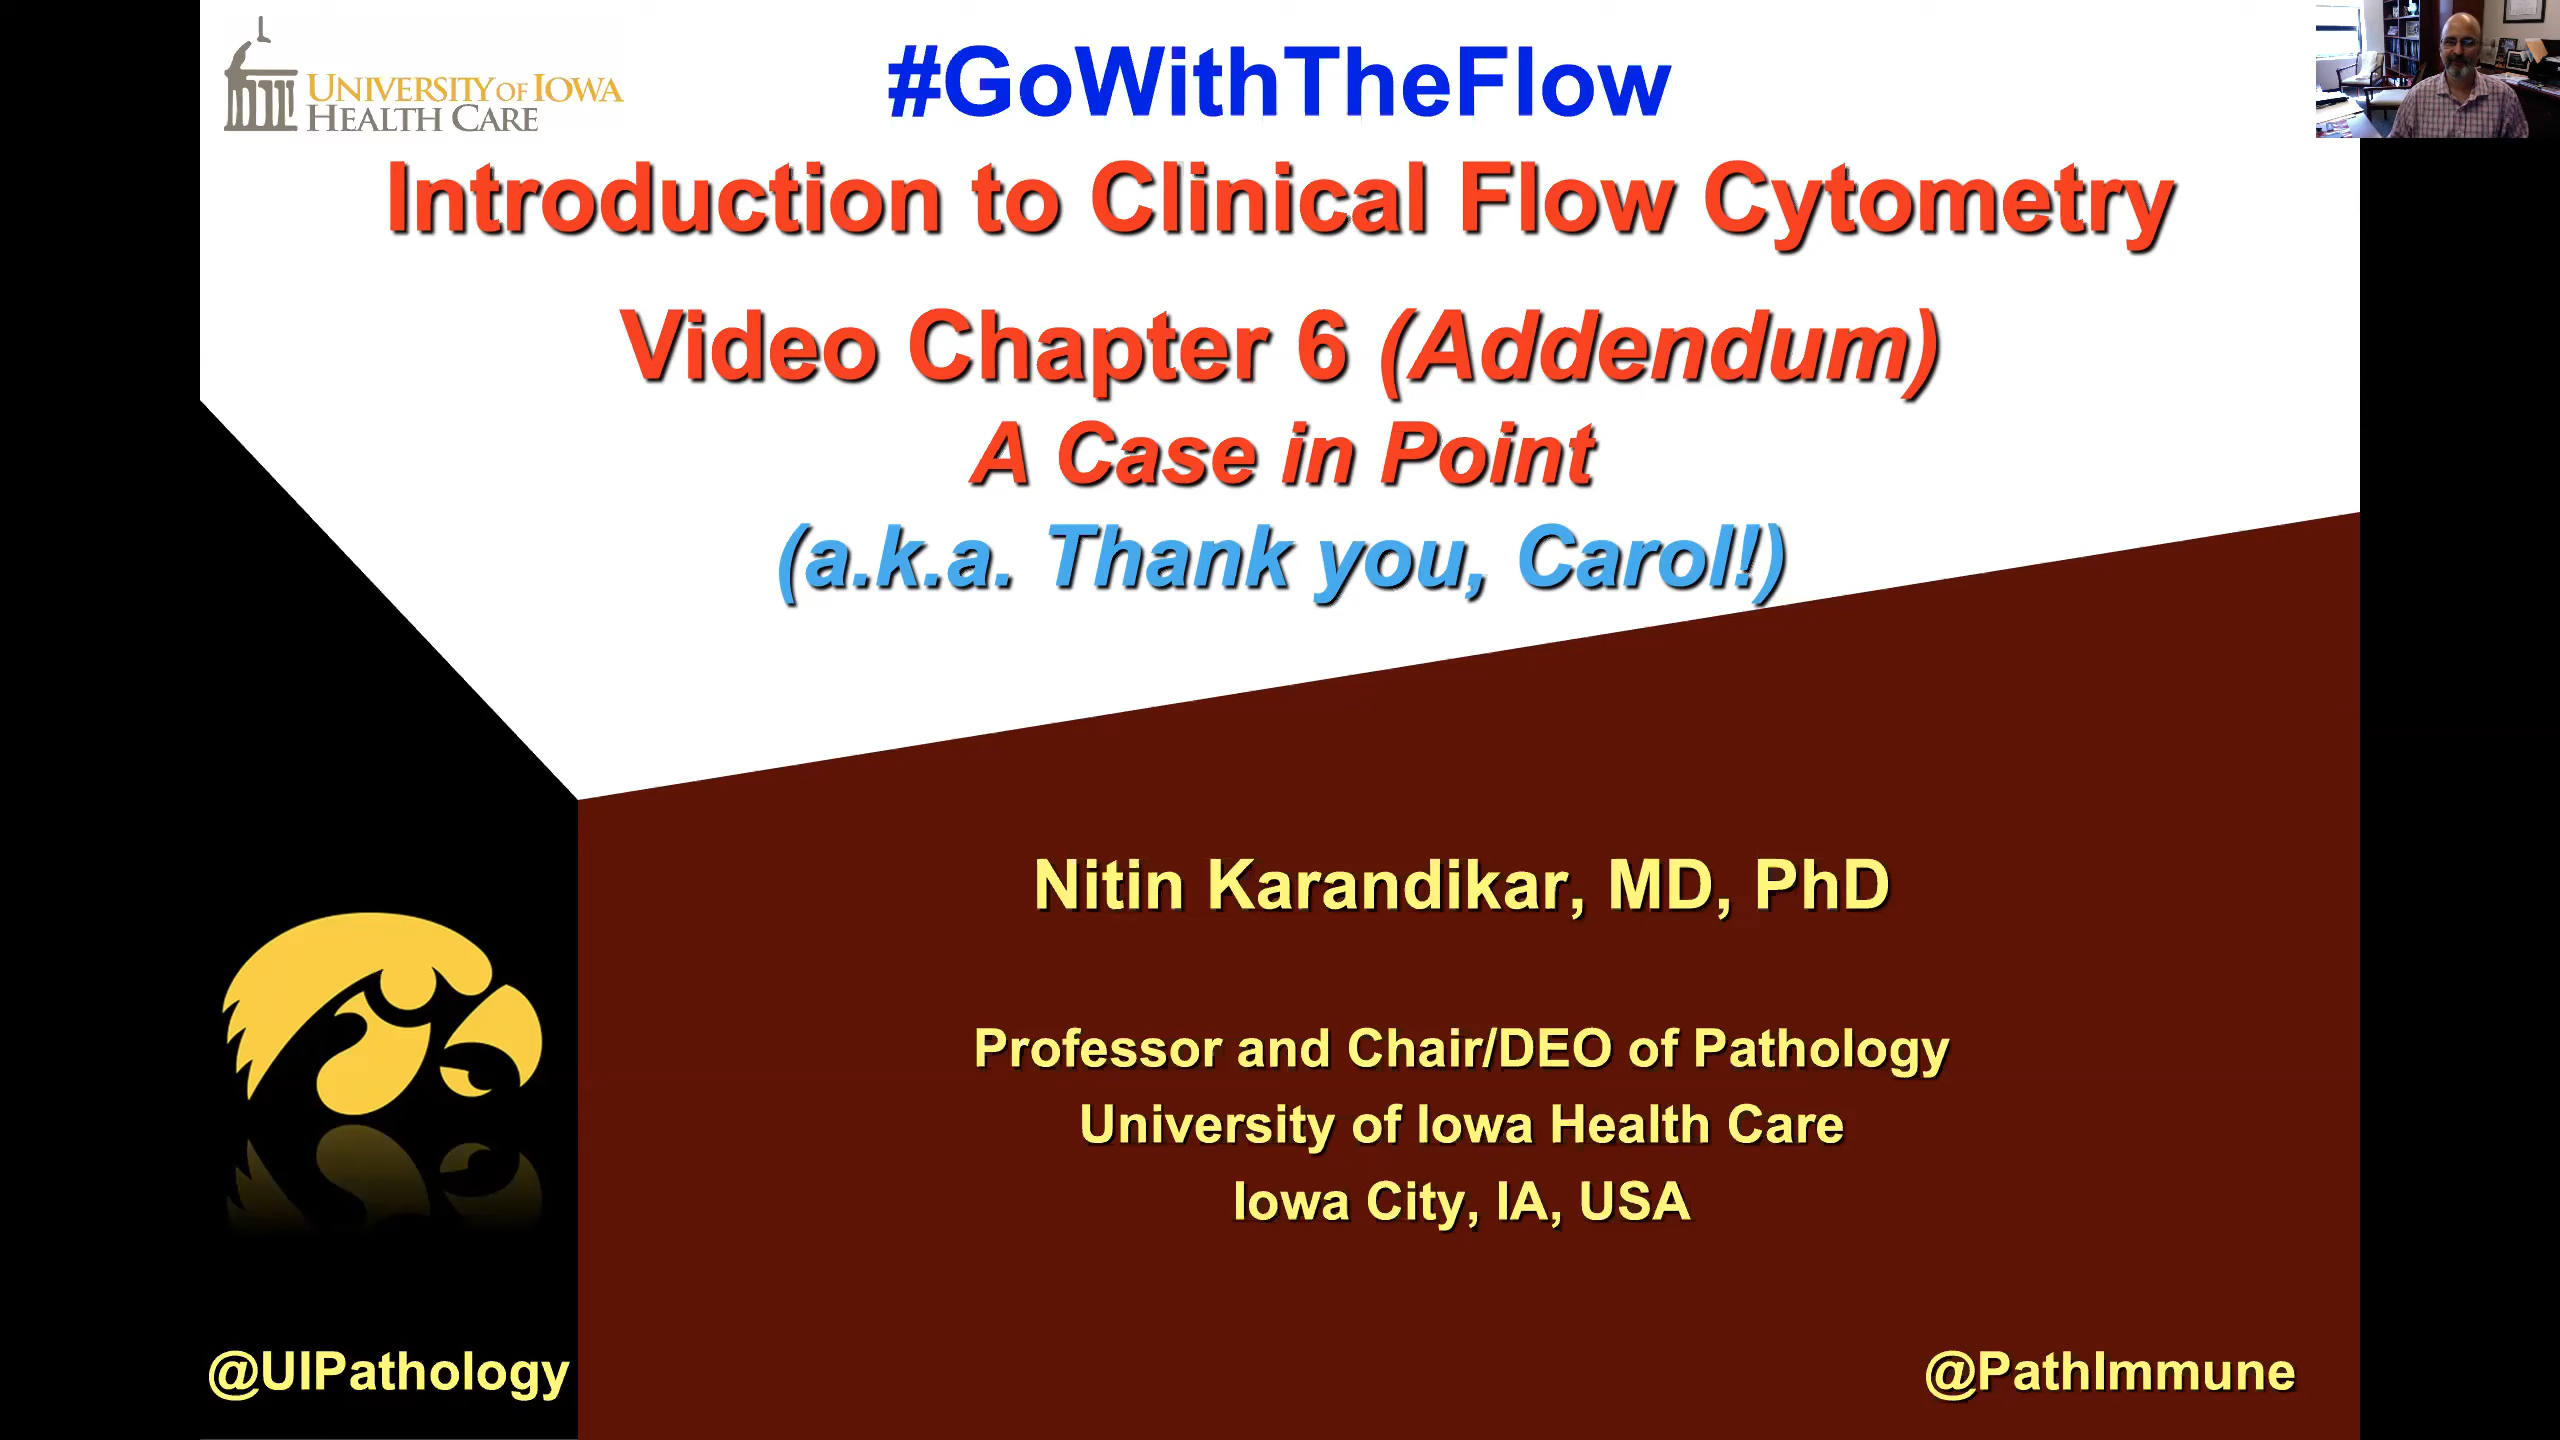 UNIVERSITY OF IOWA
HEALTH CARE
#GoWithTheFlow
Introduction to Clinical Flow Cytometry
Video Chapter 6 (Addendum)
A Case in Point
(a.k.a. Thank you, Carol!)
Nitin Karandikar, MD, PhD
Professor and Chair/DEO of Pathology
University of Iowa Health Care
Iowa City, IA, USA
@UIPathology
@PathImmune